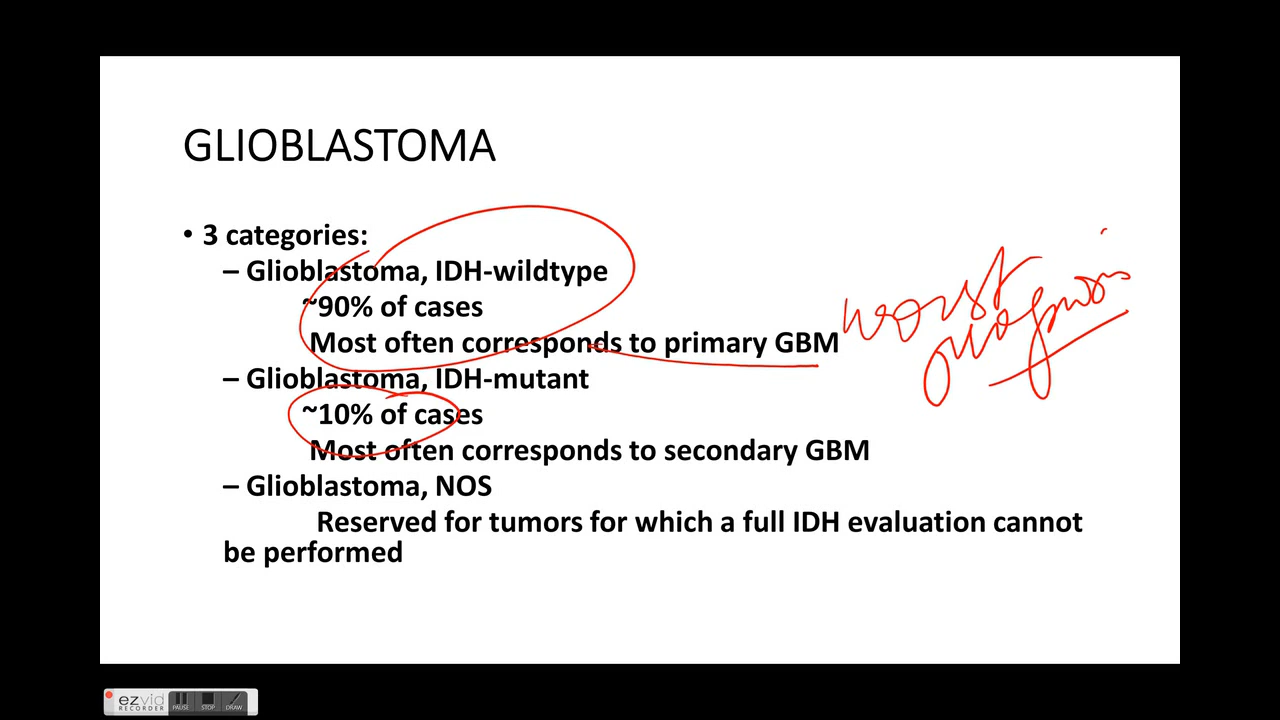 GLIOBLASTOMA
• 3 categories:
– Glioblastoma, IDH-wildtype
~90% of cases
Most often corresponds to primary GBM
worst
prognosis
– Glioblastoma, IDH-mutant
~10% of cases
Most often corresponds to secondary GBM
– Glioblastoma, NOS
Reserved for tumors for which a full IDH evaluation cannot
be performed
ezvid
RECORDER
PAUSE
STOP
DRAW